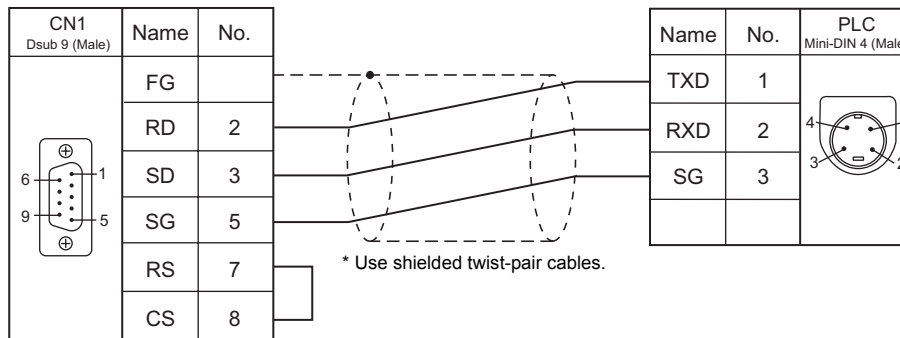 CN1
Dsub 9 (Male)
Name
No.
FG
RD
2
SD
3
SG
5
RS
7
CS
8
6
1
9
5
* Use shielded twist-pair cables.
Name
No.
PLC
Mini-DIN 4 (Male
TXD
1
RXD
2
SG
3
4
3
2